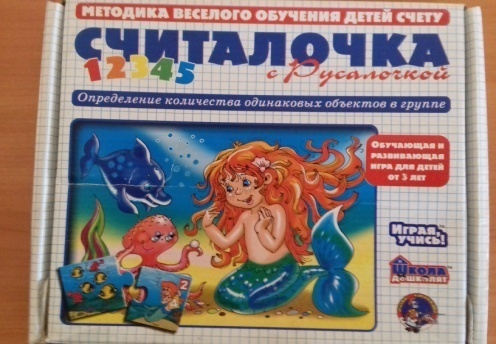 МЕТОДИКА ВЕСЕЛОГО ОБУЧЕНИЯ ДЕТЕЙ СЧЕТУ
СЧИТАЛОЧКА
12345
с Русалочкой
Определение количества одинаковых объектов в группе
ОБУЧАЮЩАЯ И
РАЗВИВАЮЩАЯ
ИГРА ДЛЯ ДЕТЕЙ
ОТ 3 ЛЕТ
ИГРАЯ,
УЧИСЬ!
ШКОЛА
ДОШКОЛЯТ
2